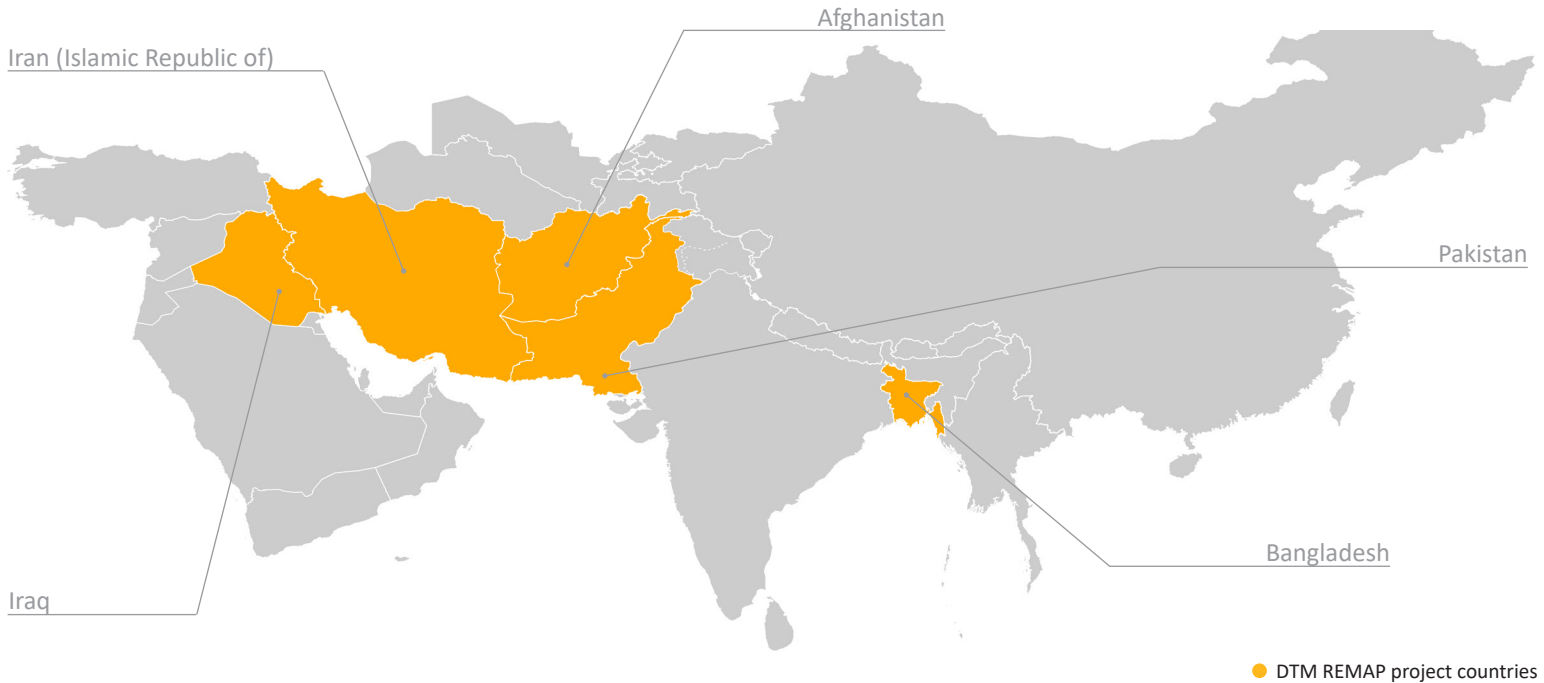 Afghanistan
Iran (Islamic Republic of)
Pakistan
Bangladesh
Iraq
DTM REMAP project countries